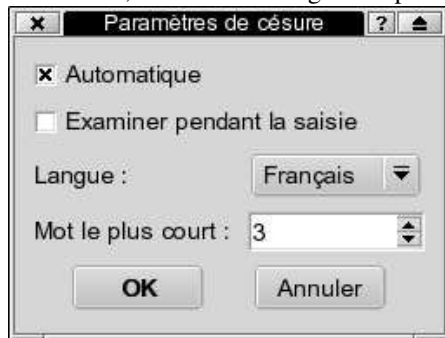 Paramètres de césure ?
Automatique
Examiner pendant la saisie
Langue : Français
Mot le plus court : 3
OK Annuler